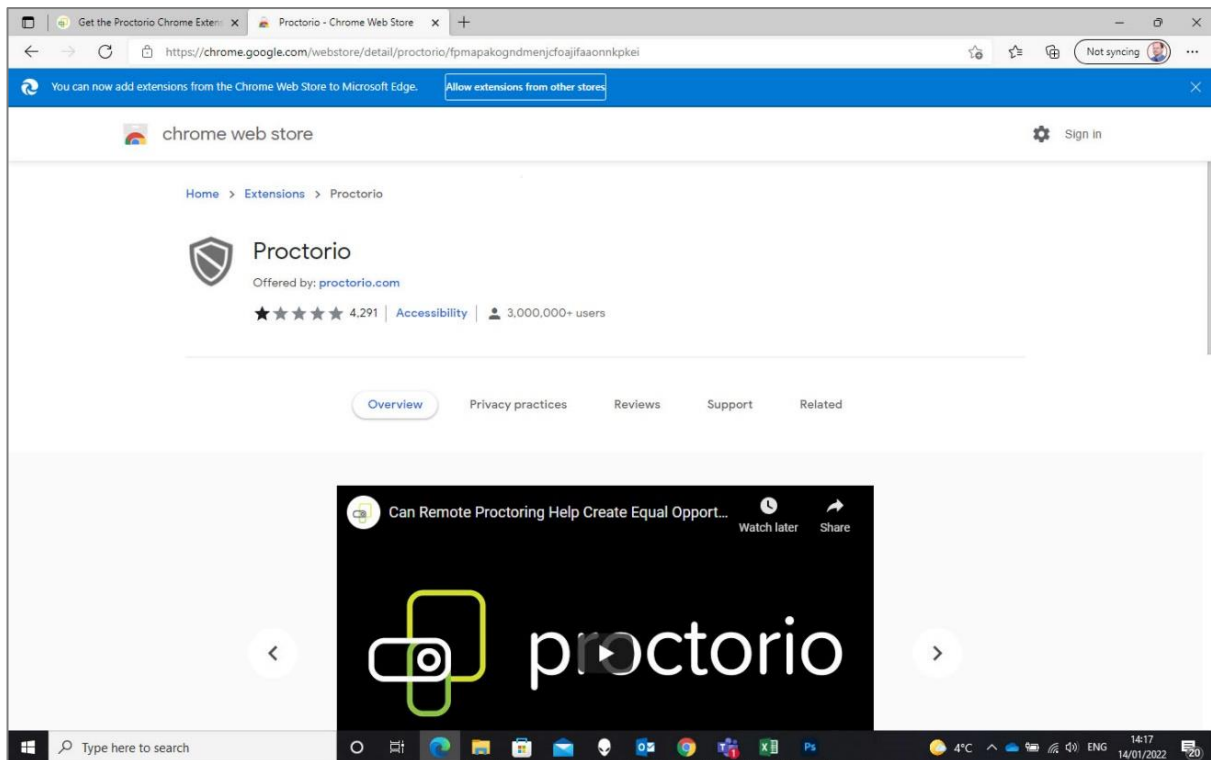 Get the Proctorio Chrome Extens
Proctorio - Chrome Web Store
https://chrome.google.com/webstore/detail/proctorio/fpmapakogndmenjcfoajifaaonnkpkei
Not syncing
You can now add extensions from the Chrome Web Store to Microsoft Edge.
Allow extensions from other stores
chrome web store
Sign in
Home > Extensions > Proctorio
Proctorio
Offered by: proctorio.com
4,291 | Accessibility | 3,000,000+ users
Overview Privacy practices Reviews Support Related
Can Remote Proctoring Help Create Equal Opport...
Watch later Share
proctorio
Type here to search
4°C ENG 14:17
14/01/2022
20